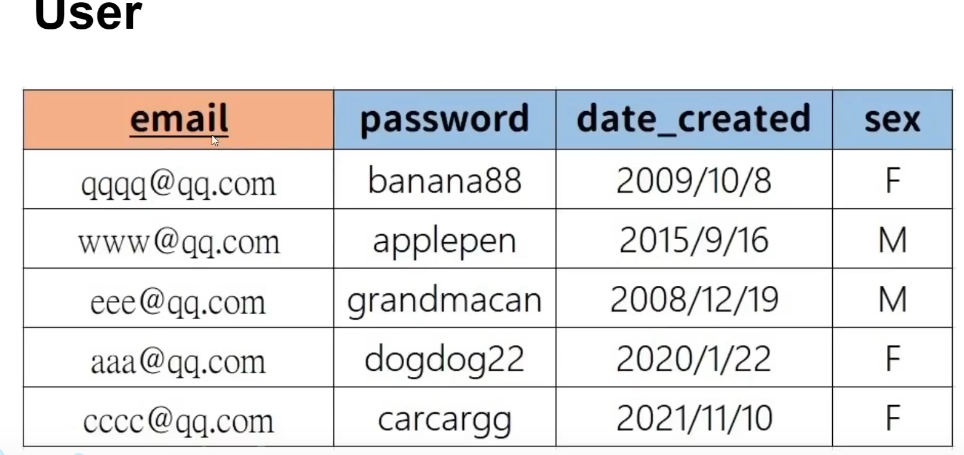 User
email password date_created sex
qqqq@qq.com banana88 2009/10/8 F
www@qq.com applepen 2015/9/16 M
eee@qq.com grandmacan 2008/12/19 M
aaa@qq.com dogdog22 2020/1/22 F
cccc@qq.com carcargg 2021/11/10 F